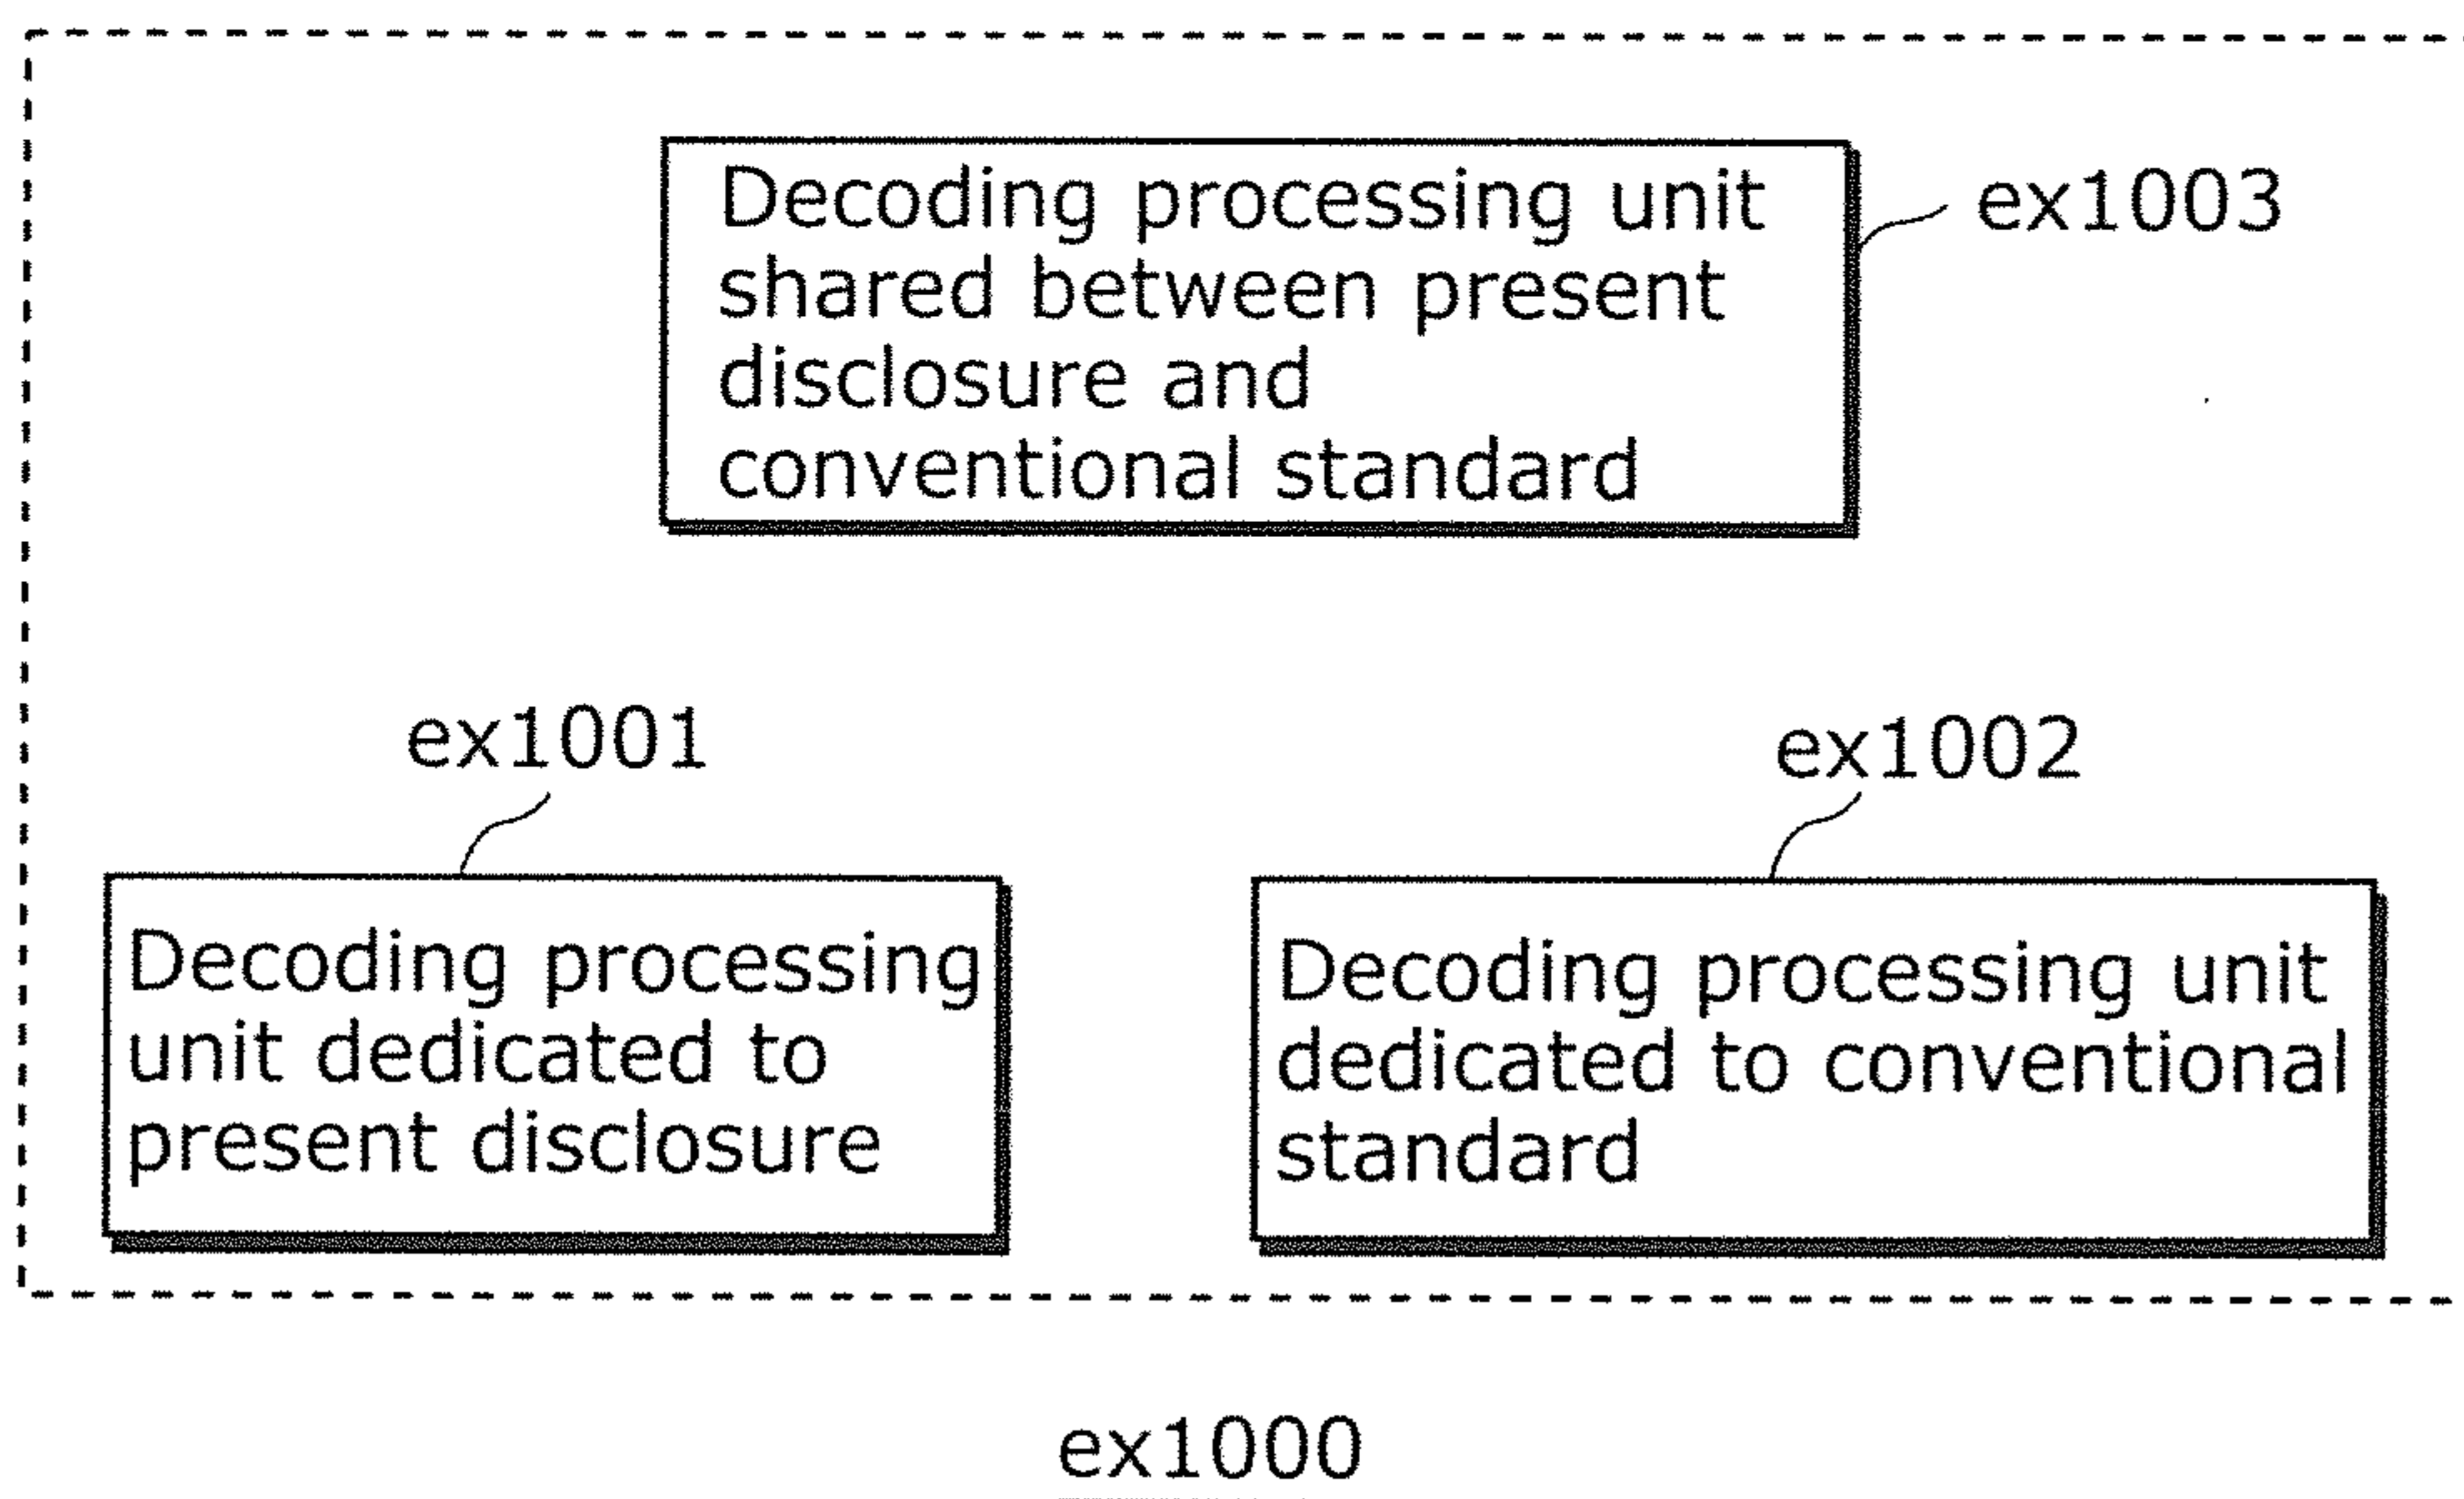 Decoding processing unit
shared between present
disclosure and
conventional standard
ex1003
ex1001
ex1002
Decoding processing
unit dedicated to
present disclosure
Decoding processing unit
dedicated to conventional
standard
ex1000